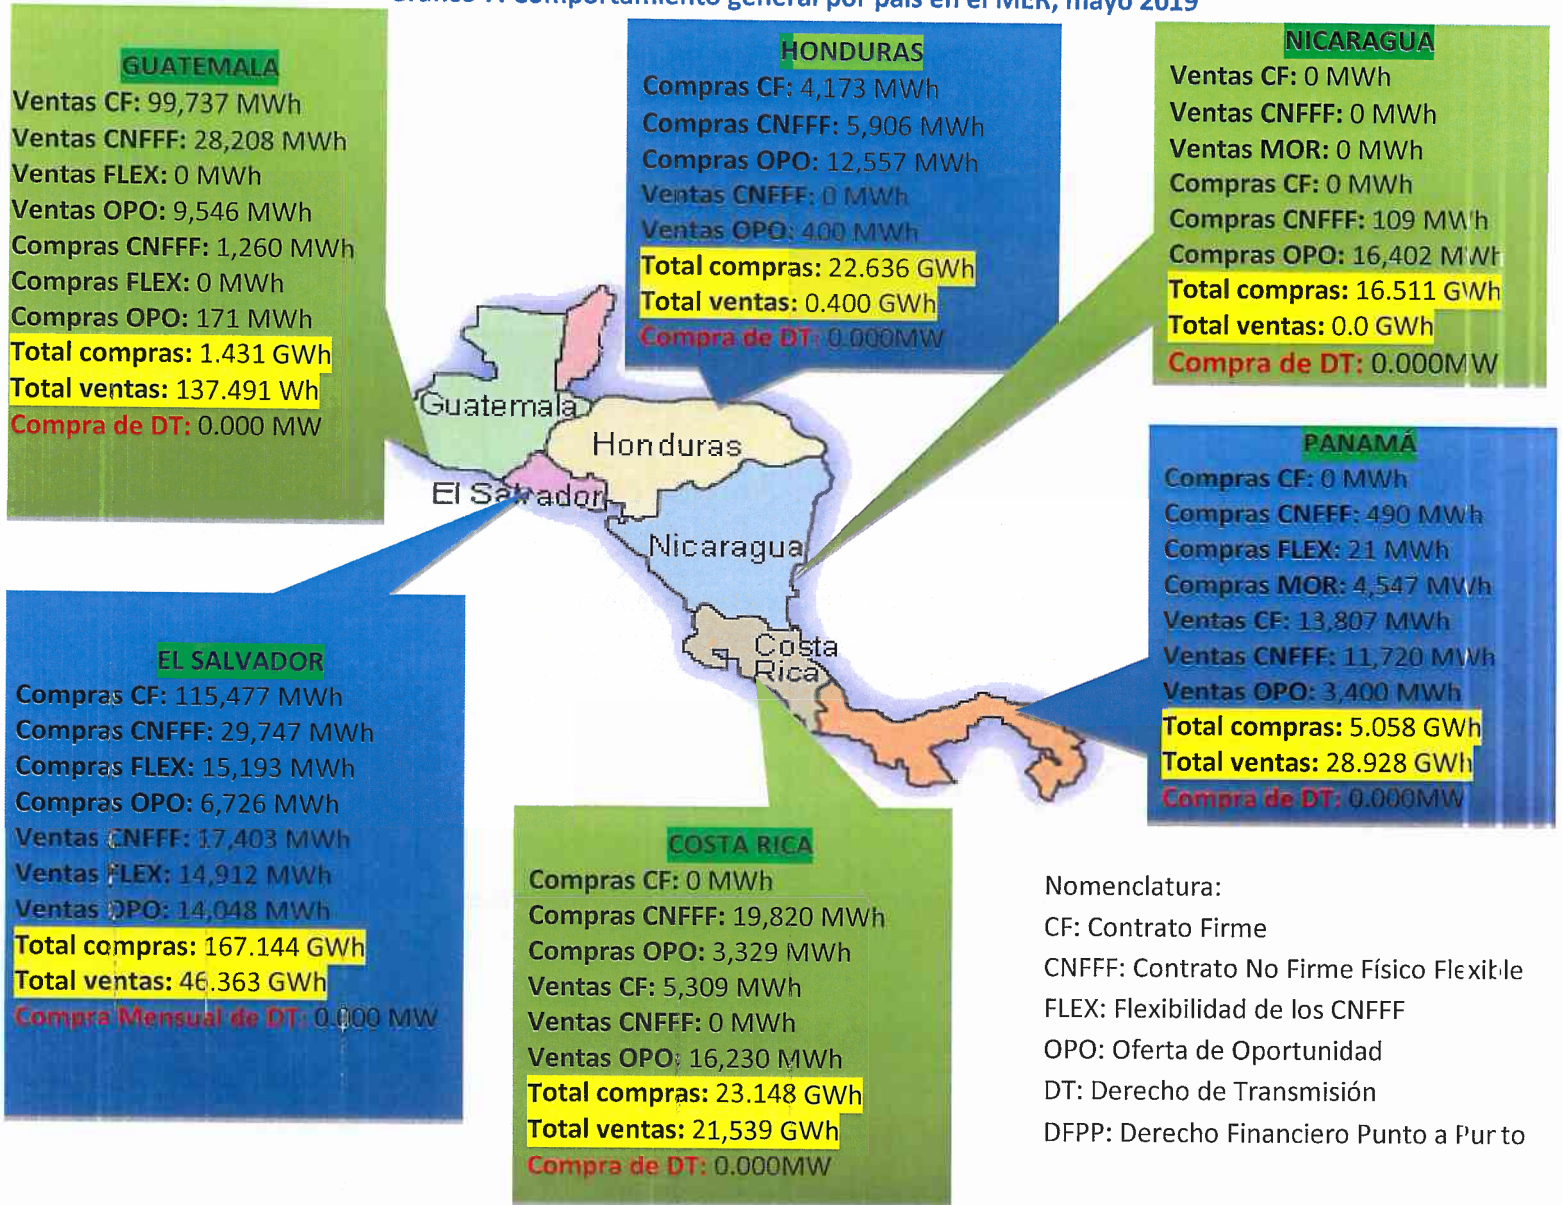 Gráfico 7. Comportamiento general por país en el MER, mayo 2019
GUATEMALA
Ventas CF: 99,737 MWh
Ventas CNFFF: 28,208 MWh
Ventas FLEX: 0 MWh
Ventas OPO: 9,546 MWh
Compras CNFFF: 1,260 MWh
Compras FLEX: 0 MWh
Compras OPO: 171 MWh
Total compras: 1.431 GWh
Total ventas: 137.491 Wh
Compra de DT: 0.000 MW
HONDURAS
Compras CF: 4,173 MWh
Compras CNFFF: 5,906 MWh
Compras OPO: 12,557 MWh
Ventas CNFFF: 0 MWh
Ventas OPO: 400 MWh
Total compras: 22.636 GWh
Total ventas: 0.400 GWh
Compra de DT: 0.000MW
NICARAGUA
Ventas CF: 0 MWh
Ventas CNFFF: 0 MWh
Ventas MOR: 0 MWh
Compras CF: 0 MWh
Compras CNFFF: 109 MWh
Compras OPO: 16,402 MWh
Total compras: 16.511 GWh
Total ventas: 0.0 GWh
Compra de DT: 0.000MW
Guatemala
Honduras
El Salvador
Nicaragua
Costa
Rica
PANAMÁ
Compras CF: 0 MWh
Compras CNFFF: 490 MWh
Compras FLEX: 21 MWh
Compras MOR: 4,547 MWh
Ventas CF: 13,807 MWh
Ventas CNFFF: 11,720 MWh
Ventas OPO: 3,400 MWh
Total compras: 5.058 GWh
Total ventas: 28.928 GWh
Compra de DT: 0.000MW
EL SALVADOR
Compras CF: 115,477 MWh
Compras CNFFF: 29,747 MWh
Compras FLEX: 15,193 MWh
Compras OPO: 6,726 MWh
Ventas CNFFF: 17,403 MWh
Ventas FLEX: 14,912 MWh
Ventas OPO: 14,048 MWh
Total compras: 167.144 GWh
Total ventas: 46.363 GWh
Compra Mensual de DT: 0.000 MW
COSTA RICA
Compras CF: 0 MWh
Compras CNFFF: 19,820 MWh
Compras OPO: 3,329 MWh
Ventas CF: 5,309 MWh
Ventas CNFFF: 0 MWh
Ventas OPO: 16,230 MWh
Total compras: 23.148 GWh
Total ventas: 21,539 GWh
Compra de DT: 0.000MW
Nomenclatura:
CF: Contrato Firme
CNFFF: Contrato No Firme Físico Flexible
FLEX: Flexibilidad de los CNFFF
OPO: Oferta de Oportunidad
DT: Derecho de Transmisión
DFPP: Derecho Financiero Punto a Punto